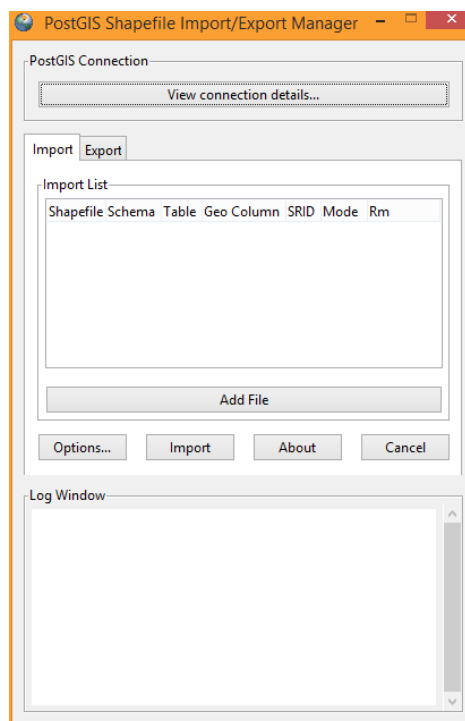 PostGIS Shapefile Import/Export Manager
PostGIS Connection
View connection details...
Import Export
Import List
Shapefile Schema Table Geo Column SRID Mode Rm
Add File
Options... Import About Cancel
Log Window